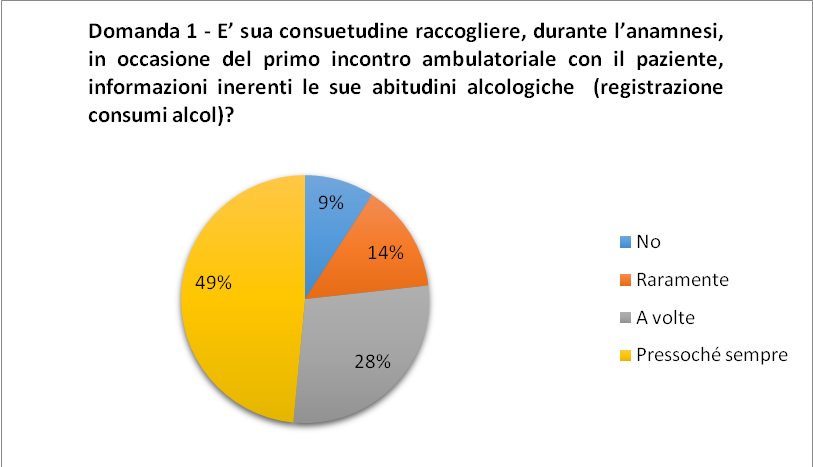 Domanda 1 - E’ sua consuetudine raccogliere, durante l’anamnesi,
in occasione del primo incontro ambulatoriale con il paziente,
informazioni inerenti le sue abitudini alcologiche (registrazione
consumi alcol)?
9%
14%
49%
28%
No
Raramente
A volte
Pressoché sempre